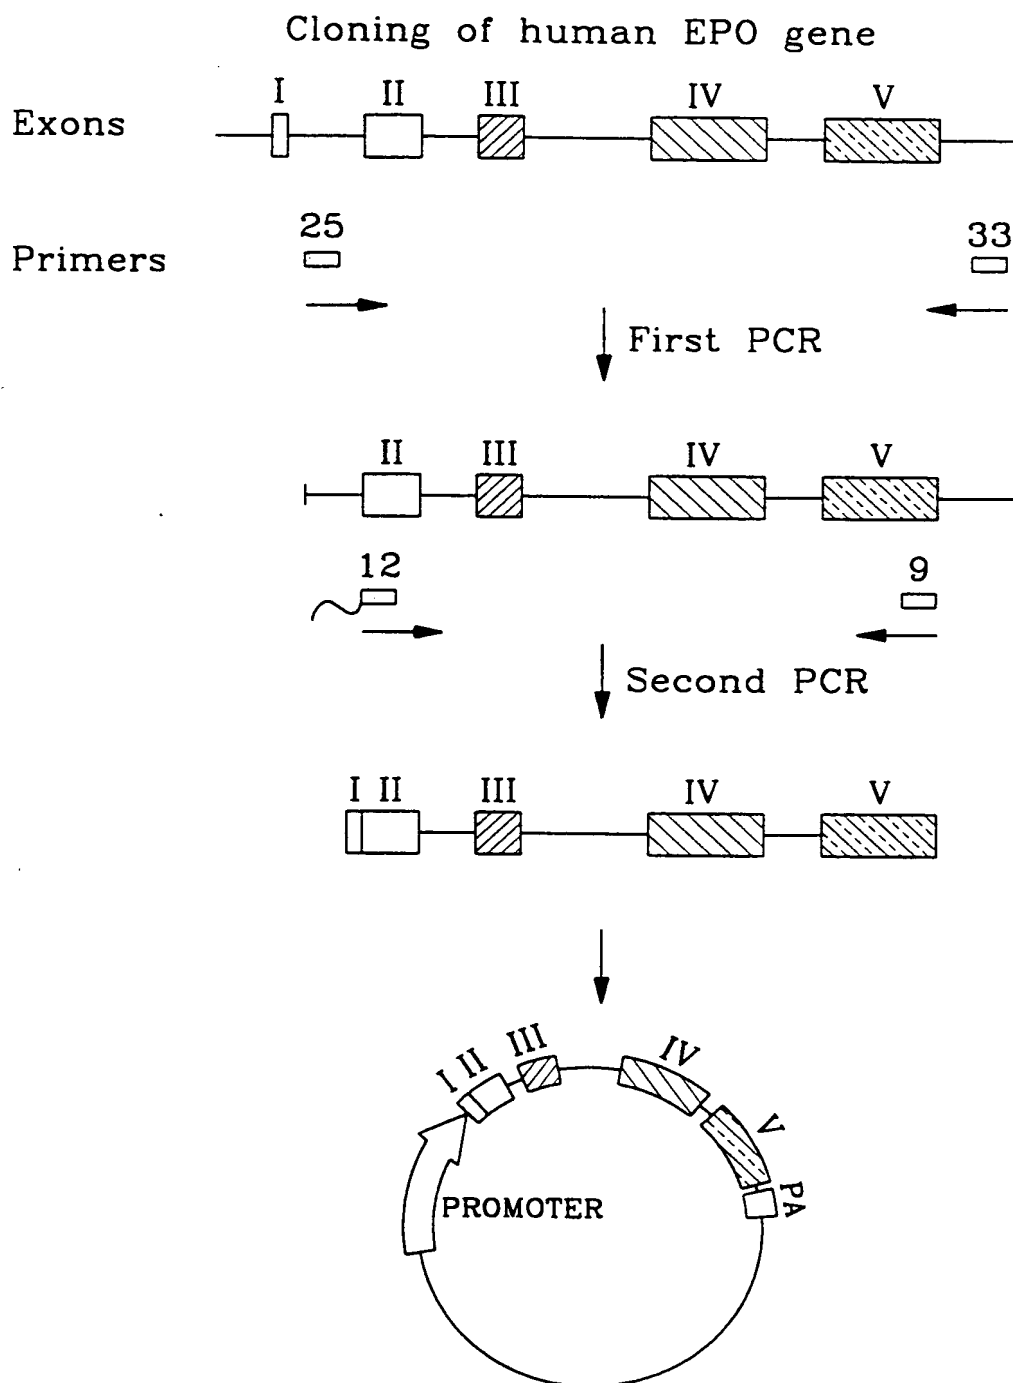 Cloning of human EPO gene
I II III IV V
Exons
25 33
Primers
First PCR
II III IV V
12 9
Second PCR
I II III IV V
I II III IV V
PA
PROMOTER